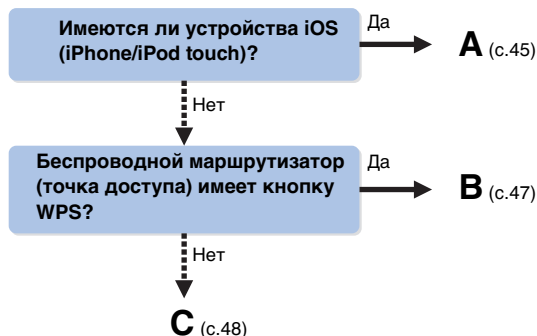 Имеются ли устройства iOS
(iPhone/iPod touch)?
Да
A (с.45)
Нет
Беспроводной маршрутизатор
(точка доступа) имеет кнопку
WPS?
Да
B (с.47)
Нет
C (с.48)